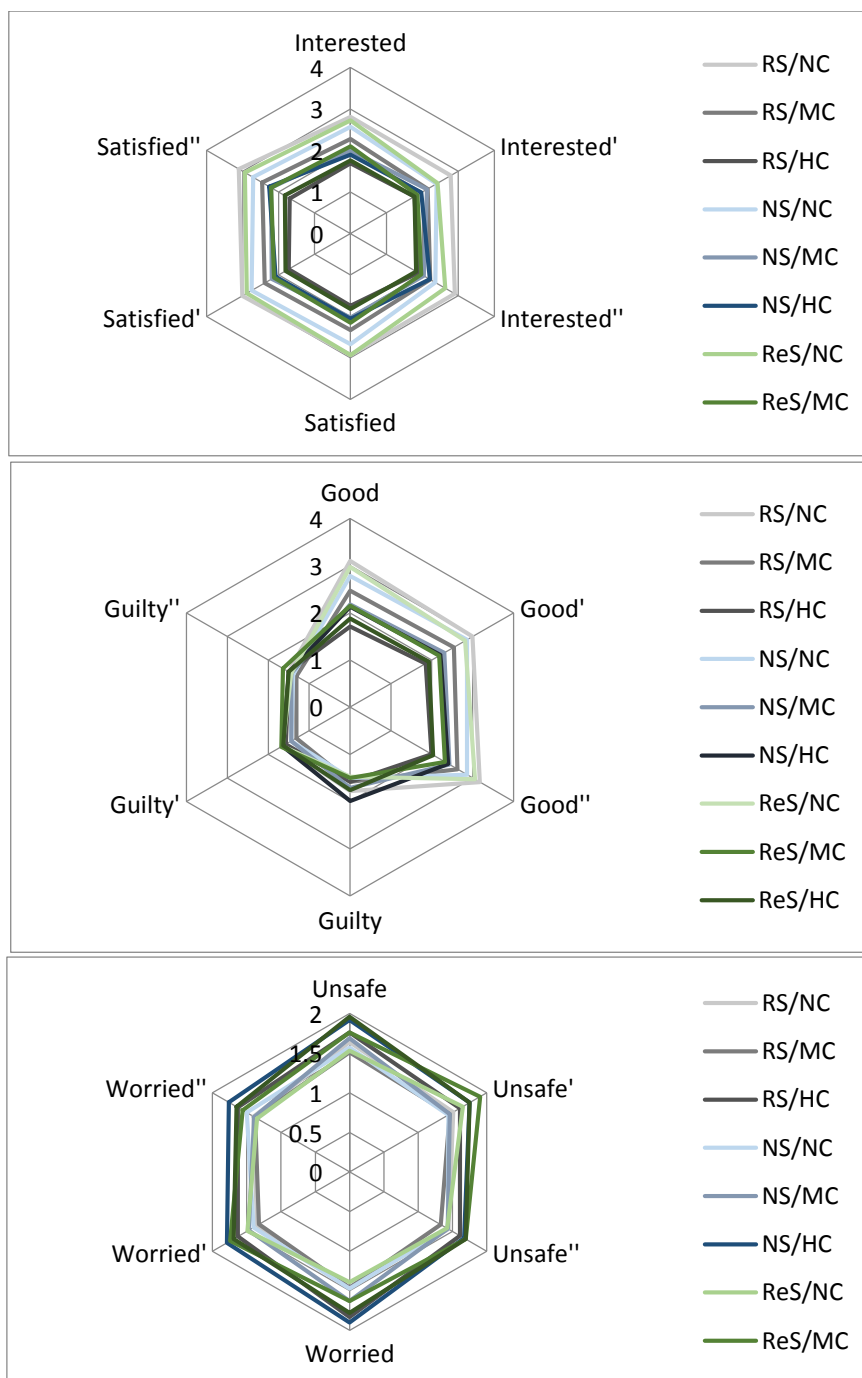 Interested
4
3
2
1
0
Interested'
Interested''
Satisfied
Satisfied'
Satisfied''
RS/NC
RS/MC
RS/HC
NS/NC
NS/MC
NS/HC
ReS/NC
ReS/MC
Good
4
3
2
1
0
Good'
Good''
Guilty
Guilty'
Guilty''
RS/NC
RS/MC
RS/HC
NS/NC
NS/MC
NS/HC
ReS/NC
ReS/MC
ReS/HC
Unsafe
2
1.5
1
0.5
0
Unsafe'
Unsafe''
Worried
Worried'
Worried''
RS/NC
RS/MC
RS/HC
NS/NC
NS/MC
NS/HC
ReS/NC
ReS/MC